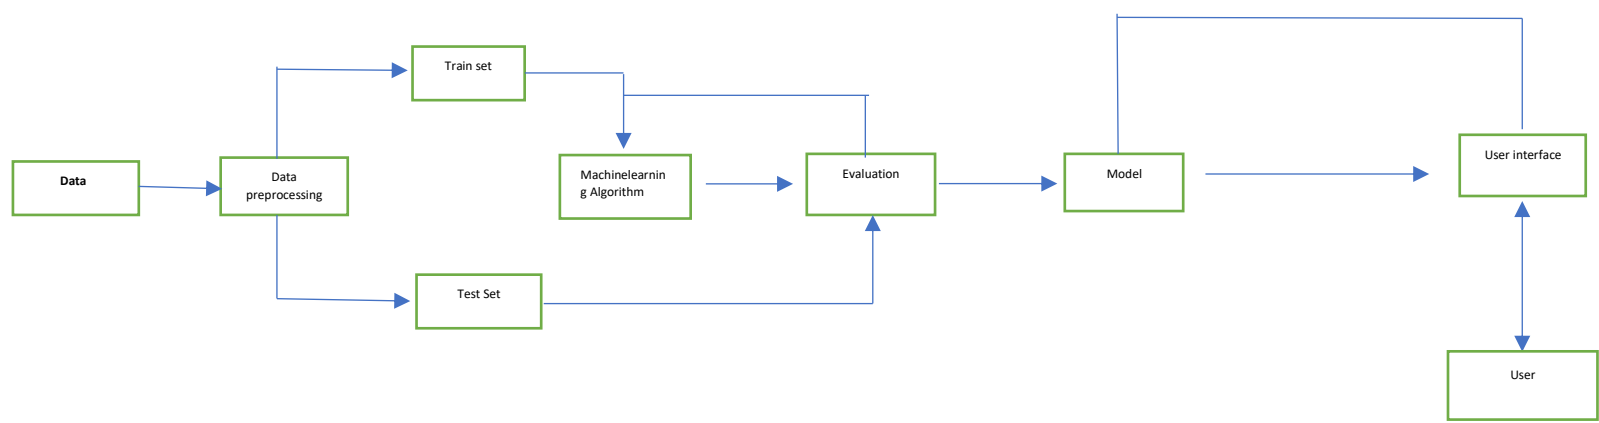 Data
Data
preprocessing
Train set
Test Set
Machinelearnin
g Algorithm
Evaluation
Model
User interface
User